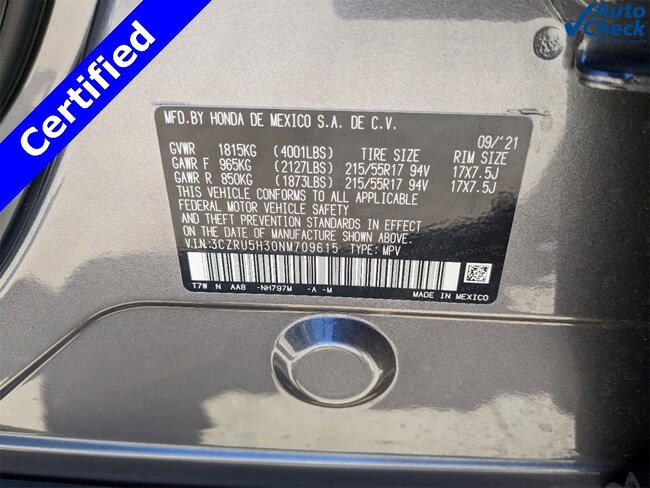 Certified
Auto
Check
MFD.BY HONDA DE MEXICO S.A. DE C.V.
09/'21
GVWR 1815KG (4001LBS) TIRE SIZE RIM SIZE
GAWR F 965KG (2127LBS) 215/55R17 94V 17X7.5J
GAWR R 850KG (1873LBS) 215/55R17 94V 17X7.5J
THIS VEHICLE CONFORMS TO ALL APPLICABLE
FEDERAL MOTOR VEHICLE SAFETY
STANDARDS IN EFFECT
ON THE DATE OF MANUFACTURE SHOWN ABOVE.
V.I.N:3CZRU5H30NM709615 TYPE: MPV
T7W N AA8 -NH797M -A -M
MADE IN MEXICO